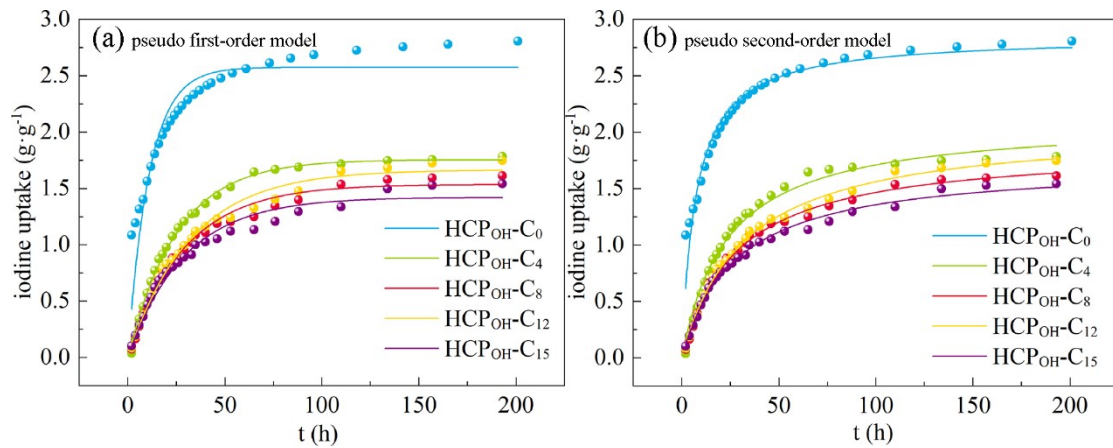 (a) pseudo first-order model
iodine uptake (g·g⁻¹)
3.0
2.5
2.0
1.5
1.0
0.5
0.0
HCP_OH-C₀
HCP_OH-C₄
HCP_OH-C₈
HCP_OH-C₁₂
HCP_OH-C₁₅
0 50 100 150 200
t (h)
(b) pseudo second-order model
iodine uptake (g·g⁻¹)
3.0
2.5
2.0
1.5
1.0
0.5
0.0
HCP_OH-C₀
HCP_OH-C₄
HCP_OH-C₈
HCP_OH-C₁₂
HCP_OH-C₁₅
0 50 100 150 200
t (h)